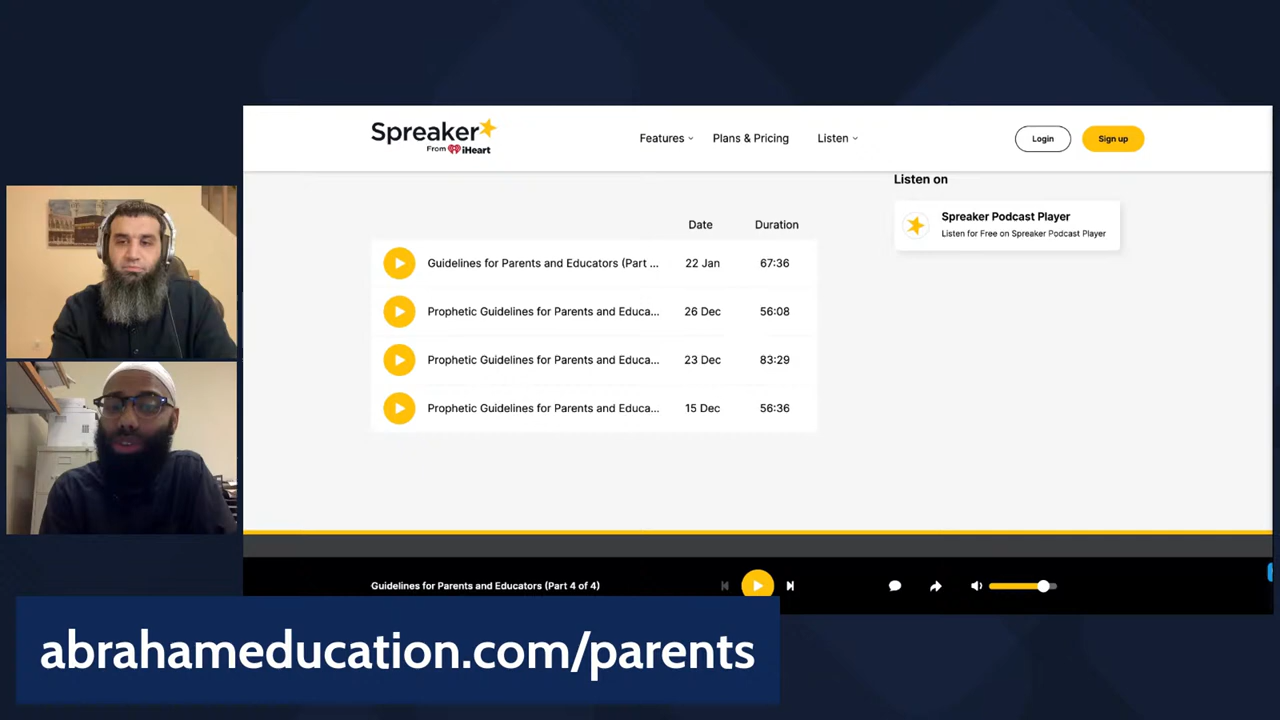 Spreaker
From iHeart
Features
Plans & Pricing
Listen
Login
Sign up
Listen on
Spreaker Podcast Player
Listen for Free on Spreaker Podcast Player
Date Duration
Guidelines for Parents and Educators (Part ... 22 Jan 67:36
Prophetic Guidelines for Parents and Educa... 26 Dec 56:08
Prophetic Guidelines for Parents and Educa... 23 Dec 83:29
Prophetic Guidelines for Parents and Educa... 15 Dec 56:36
Guidelines for Parents and Educators (Part 4 of 4)
abrahameducation.com/parents